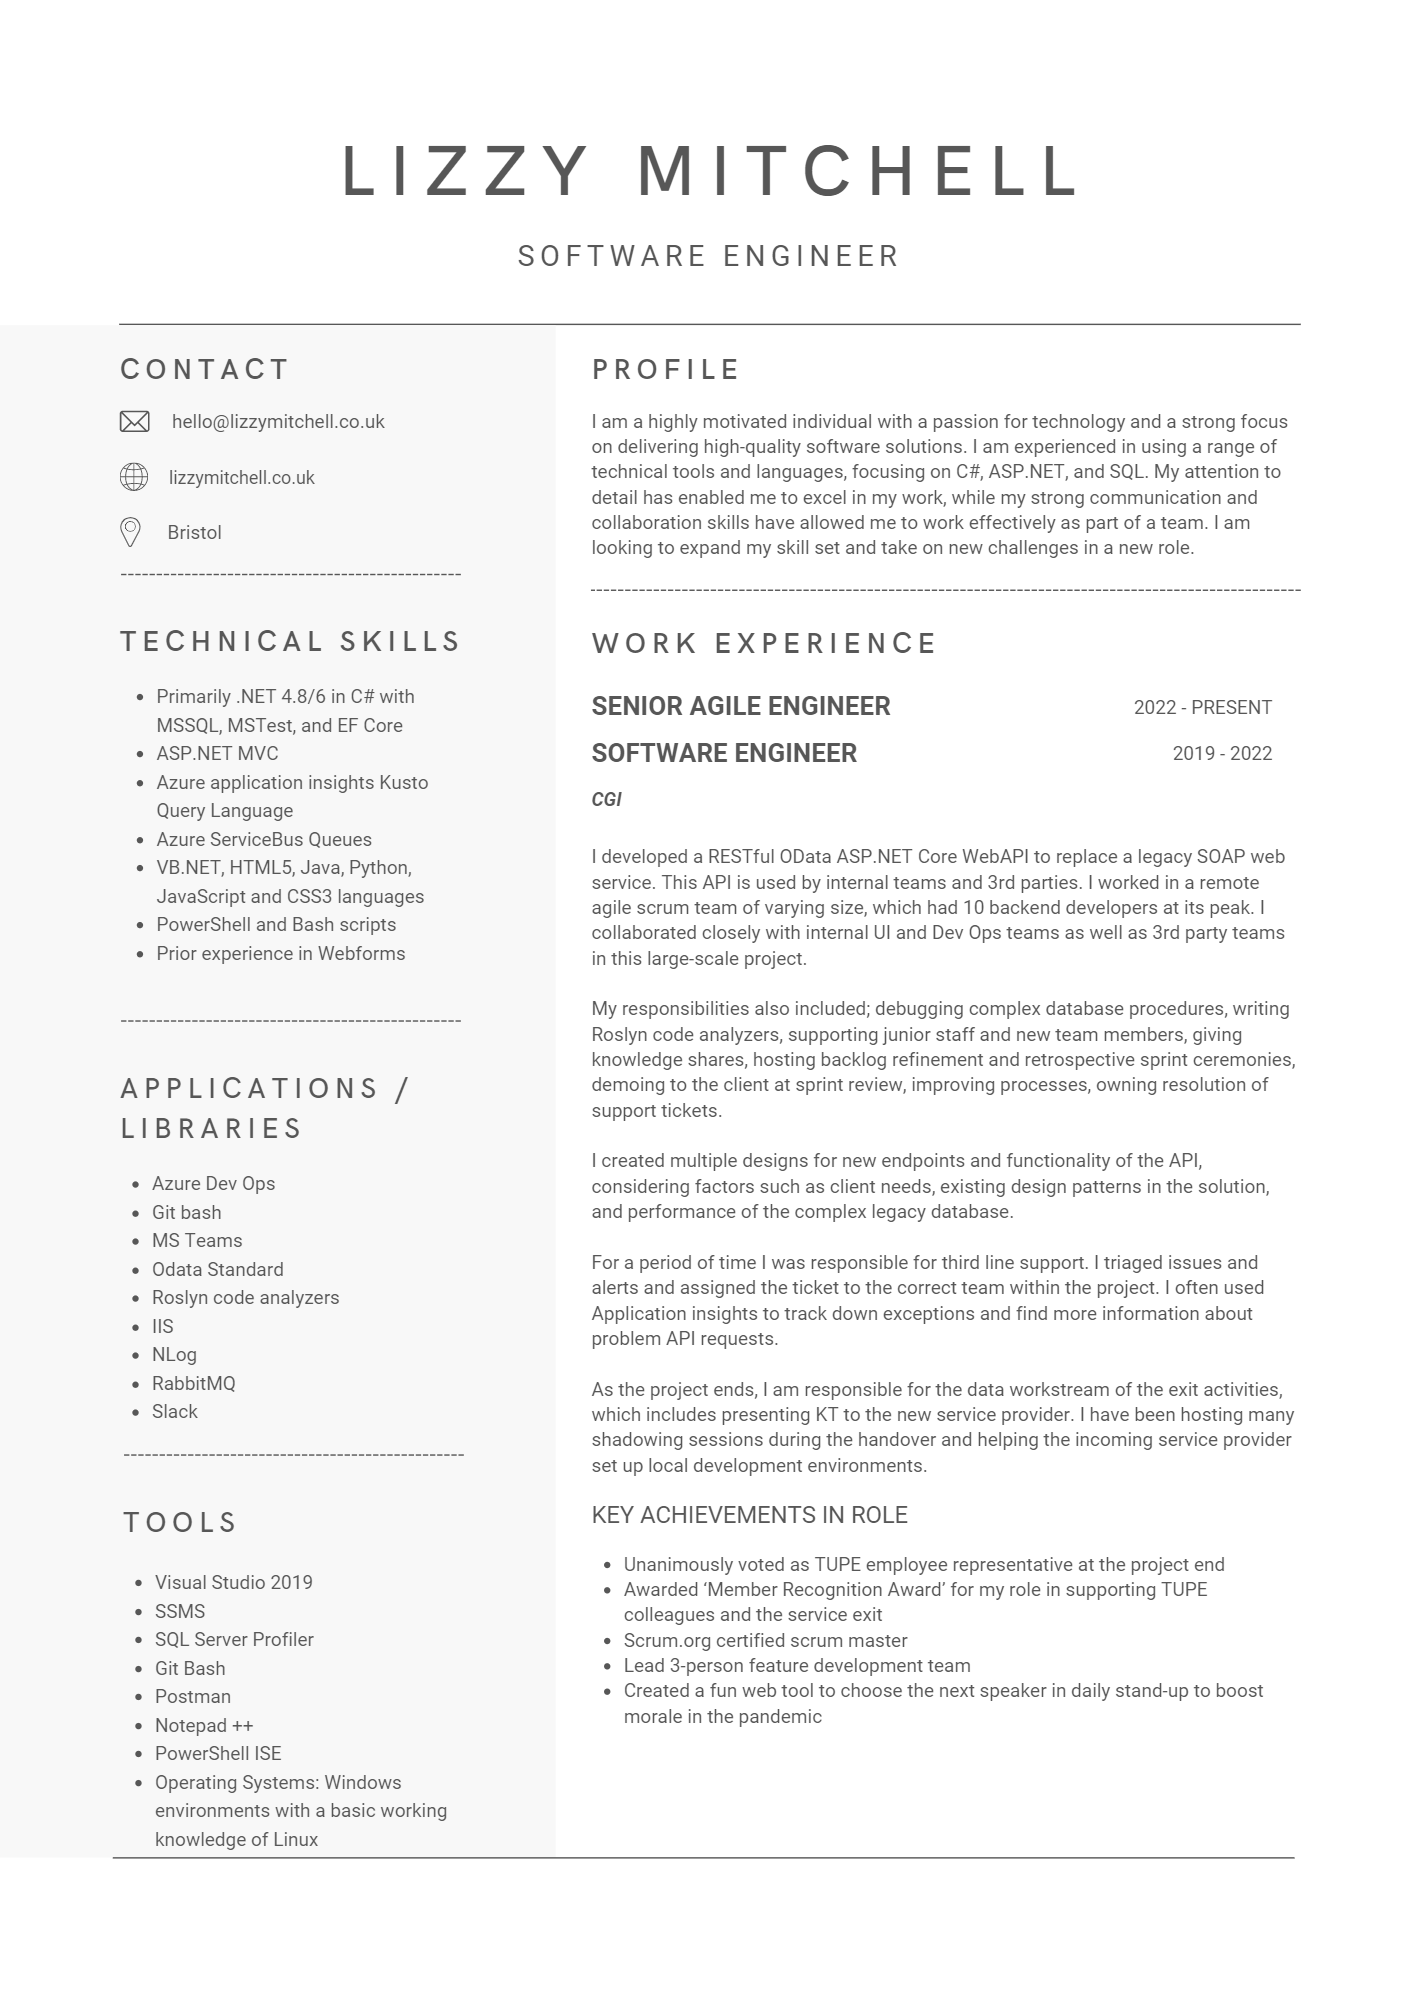 LIZZY MITCHELL
SOFTWARE ENGINEER
CONTACT
hello@lizzymitchell.co.uk
lizzymitchell.co.uk
Bristol
TECHNICAL SKILLS
• Primarily .NET 4.8/6 in C# with
MSSQL, MSTest, and EF Core
• ASP.NET MVC
• Azure application insights Kusto
Query Language
• Azure ServiceBus Queues
• VB.NET, HTML5, Java, Python,
JavaScript and CSS3 languages
• PowerShell and Bash scripts
• Prior experience in Webforms
APPLICATIONS /
LIBRARIES
• Azure Dev Ops
• Git bash
• MS Teams
• Odata Standard
• Roslyn code analyzers
• IIS
• NLog
• RabbitMQ
• Slack
TOOLS
• Visual Studio 2019
• SSMS
• SQL Server Profiler
• Git Bash
• Postman
• Notepad ++
• PowerShell ISE
• Operating Systems: Windows
environments with a basic working
knowledge of Linux
PROFILE
I am a highly motivated individual with a passion for technology and a strong focus
on delivering high-quality software solutions. I am experienced in using a range of
technical tools and languages, focusing on C#, ASP.NET, and SQL. My attention to
detail has enabled me to excel in my work, while my strong communication and
collaboration skills have allowed me to work effectively as part of a team. I am
looking to expand my skill set and take on new challenges in a new role.
WORK EXPERIENCE
SENIOR AGILE ENGINEER 2022 - PRESENT
SOFTWARE ENGINEER 2019 - 2022
CGI
I developed a RESTful OData ASP.NET Core WebAPI to replace a legacy SOAP web
service. This API is used by internal teams and 3rd parties. I worked in a remote
agile scrum team of varying size, which had 10 backend developers at its peak. I
collaborated closely with internal UI and Dev Ops teams as well as 3rd party teams
in this large-scale project.
My responsibilities also included; debugging complex database procedures, writing
Roslyn code analyzers, supporting junior staff and new team members, giving
knowledge shares, hosting backlog refinement and retrospective sprint ceremonies,
demoing to the client at sprint review, improving processes, owning resolution of
support tickets.
I created multiple designs for new endpoints and functionality of the API,
considering factors such as client needs, existing design patterns in the solution,
and performance of the complex legacy database.
For a period of time I was responsible for third line support. I triaged issues and
alerts and assigned the ticket to the correct team within the project. I often used
Application insights to track down exceptions and find more information about
problem API requests.
As the project ends, I am responsible for the data workstream of the exit activities,
which includes presenting KT to the new service provider. I have been hosting many
shadowing sessions during the handover and helping the incoming service provider
set up local development environments.
KEY ACHIEVEMENTS IN ROLE
• Unanimously voted as TUPE employee representative at the project end
• Awarded ‘Member Recognition Award’ for my role in supporting TUPE
colleagues and the service exit
• Scrum.org certified scrum master
• Lead 3-person feature development team
• Created a fun web tool to choose the next speaker in daily stand-up to boost
morale in the pandemic